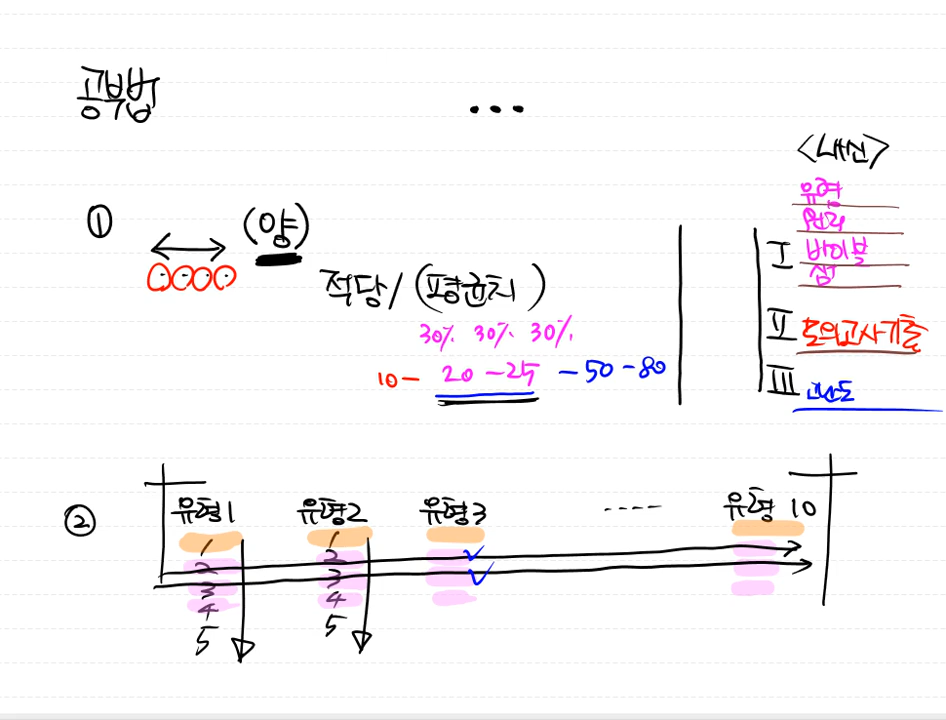 공부법
...
<내신>
① (양)
유형
원리
I 바이블
쎈
적당/(평균치)
30% 30% 30%
10- 20-25 -50-80
II 모의고사기출
III 고난도
② 유형1 유형2 유형3 ..... 유형 10
1 1
2 2
3 3
4 4
5 5